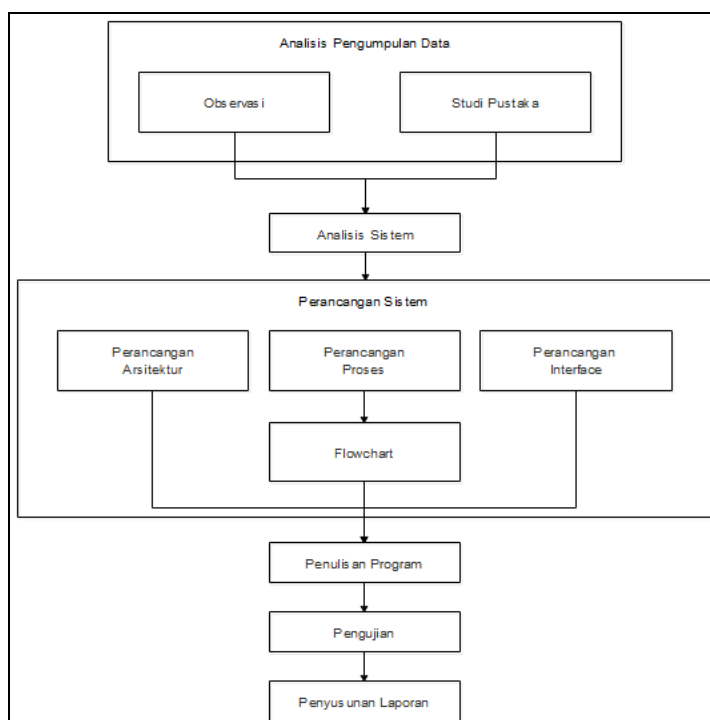 Analisis Pengumpulan Data
Observasi
Studi Pustaka
Analisis Sistem
Perancangan Sistem
Perancangan
Arsitektur
Perancangan
Proses
Perancangan
Interface
Flowchart
Penulisan Program
Pengujian
Penyusunan Laporan